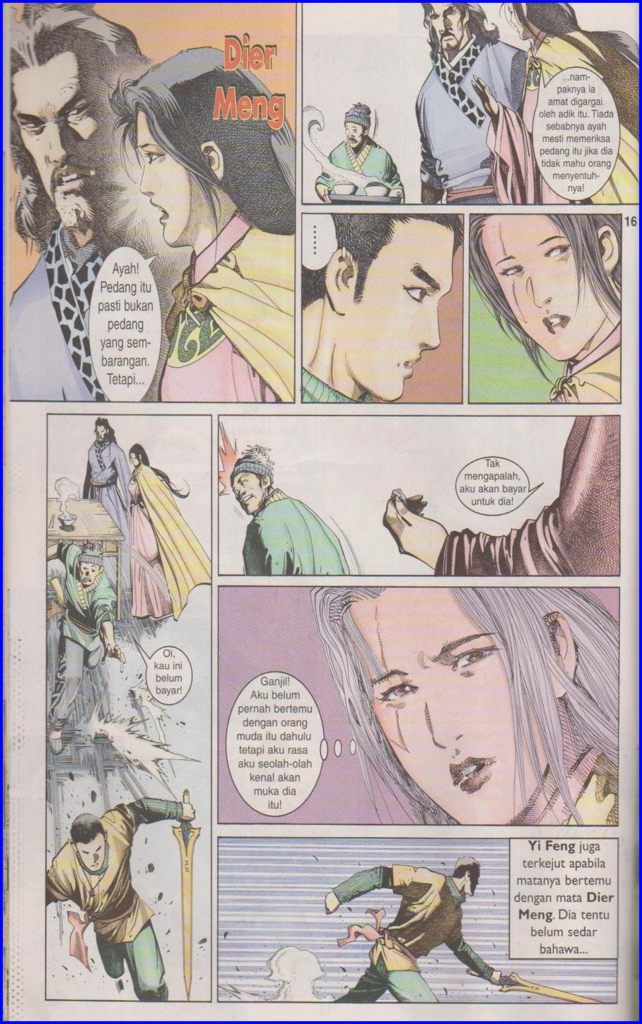 Dier
Meng
Ayah!
Pedang itu
pasti bukan
pedang
yang sem-
barangan.
Tetapi...
...nam-
paknya ia
amat digargai
oleh adik itu. Tiada
sebabnya ayah
mesti memeriksa
pedang itu jika dia
tidak mahu orang
menyentuh-
nya!
16
.......
Tak
mengapalah,
aku akan bayar
untuk dia!
Oi,
kau ini
belum
bayar!
Ganjil!
Aku belum
pernah bertemu
dengan orang
muda itu dahulu
tetapi aku rasa
aku seolah-olah
kenal akan
muka dia
itu!
Yi Feng juga
terkejut apabila
matanya bertemu
dengan mata Dier
Meng. Dia tentu
belum sedar
bahawa...